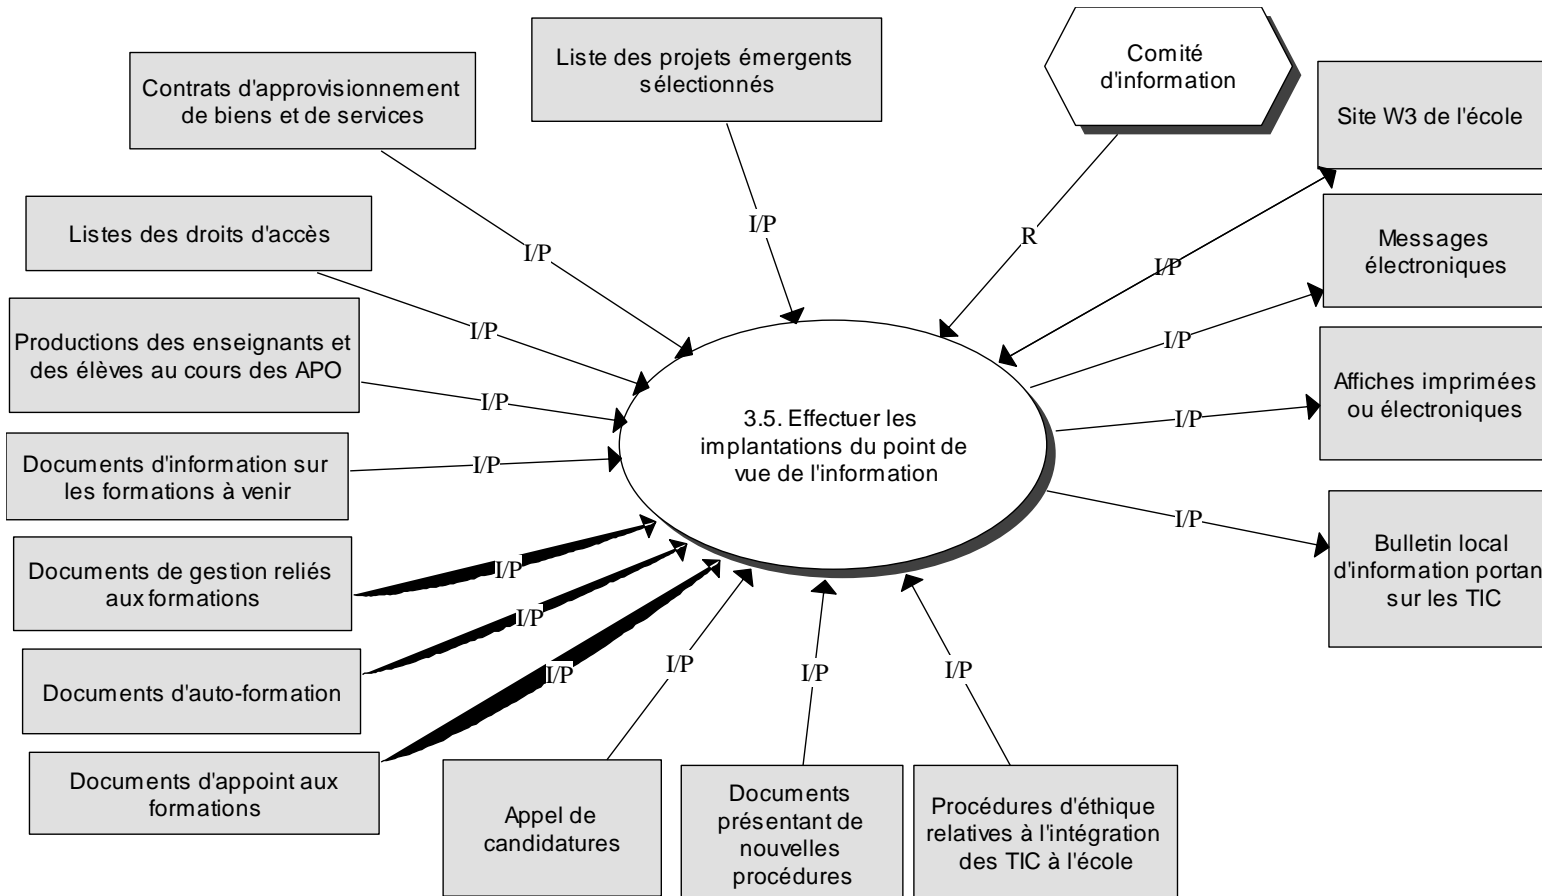 Liste des projets émergents
sélectionnés
Comité
d'information
Contrats d'approvisionnement
de biens et de services
Site W3 de l'école
I/P
Listes des droits d'accès
R
Messages
électroniques
I/P
I/P
I/P
Productions des enseignants et
des élèves au cours des APO
I/P
I/P
Affiches imprimées
ou électroniques
I/P
3.5. Effectuer les
implantations du point de
vue de l'information
Documents d'information sur
les formations à venir
I/P
I/P
Bulletin local
d'information portan
sur les TIC
Documents de gestion reliés
aux formations
I/P
I/P
Documents d'auto-formation
I/P
I/P
I/P
I/P
Documents d'appoint aux
formations
Appel de
candidatures
Documents
présentant de
nouvelles
procédures
Procédures d'éthique
relatives à l'intégration
des TIC à l'école